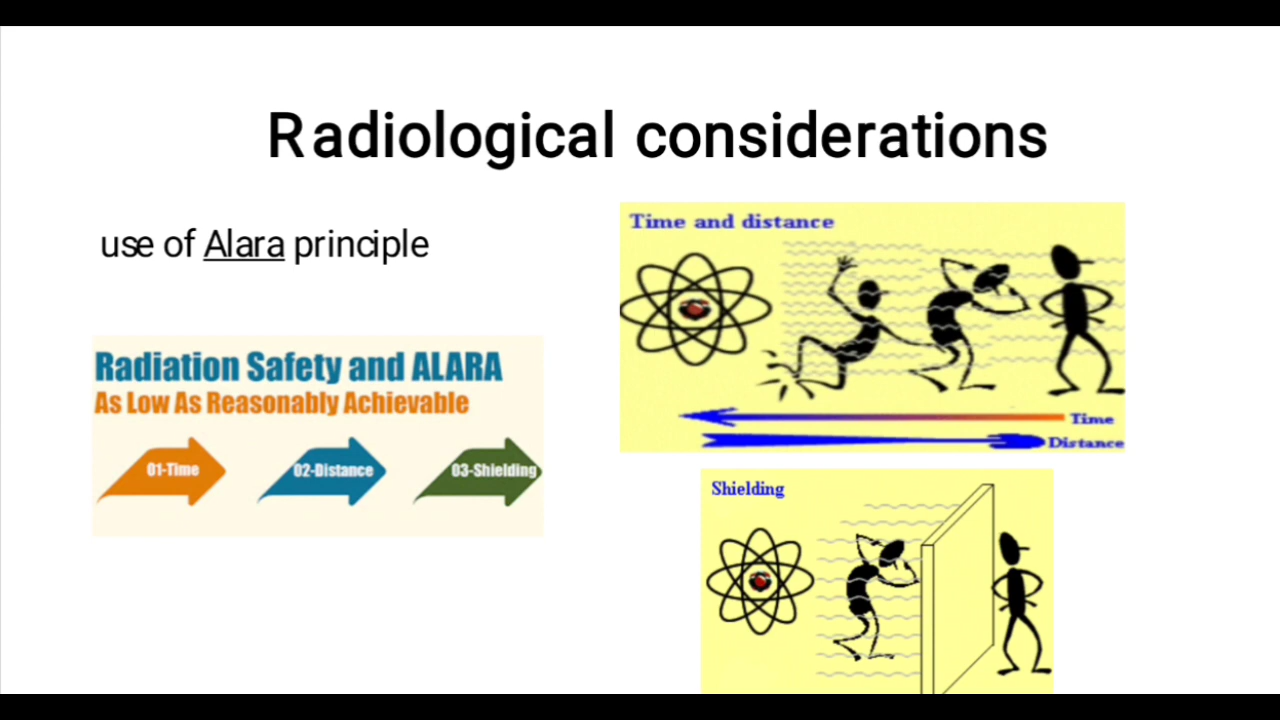 Radiological considerations
use of Alara principle
Radiation Safety and ALARA
As Low As Reasonably Achievable
01-Time
02-Distance
03-Shielding
Time and distance
Time
Distance
Shielding